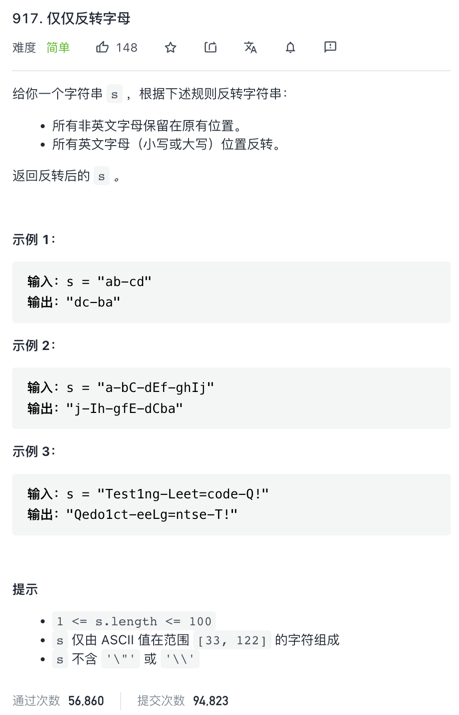 917. 仅仅反转字母
难度 简单 148
给你一个字符串 s ，根据下述规则反转字符串：
• 所有非英文字母保留在原有位置。
• 所有英文字母（小写或大写）位置反转。
返回反转后的 s 。
示例 1：
输入：s = "ab-cd"
输出："dc-ba"
示例 2：
输入：s = "a-bC-dEf-ghIj"
输出："j-Ih-gfE-dCba"
示例 3：
输入：s = "Test1ng-Leet=code-Q!"
输出："Qedo1ct-eeLg=ntse-T!"
提示
• 1 <= s.length <= 100
• s 仅由 ASCII 值在范围 [33, 122] 的字符组成
• s 不含 '\"' 或 '\\'
通过次数 56,860 提交次数 94,823